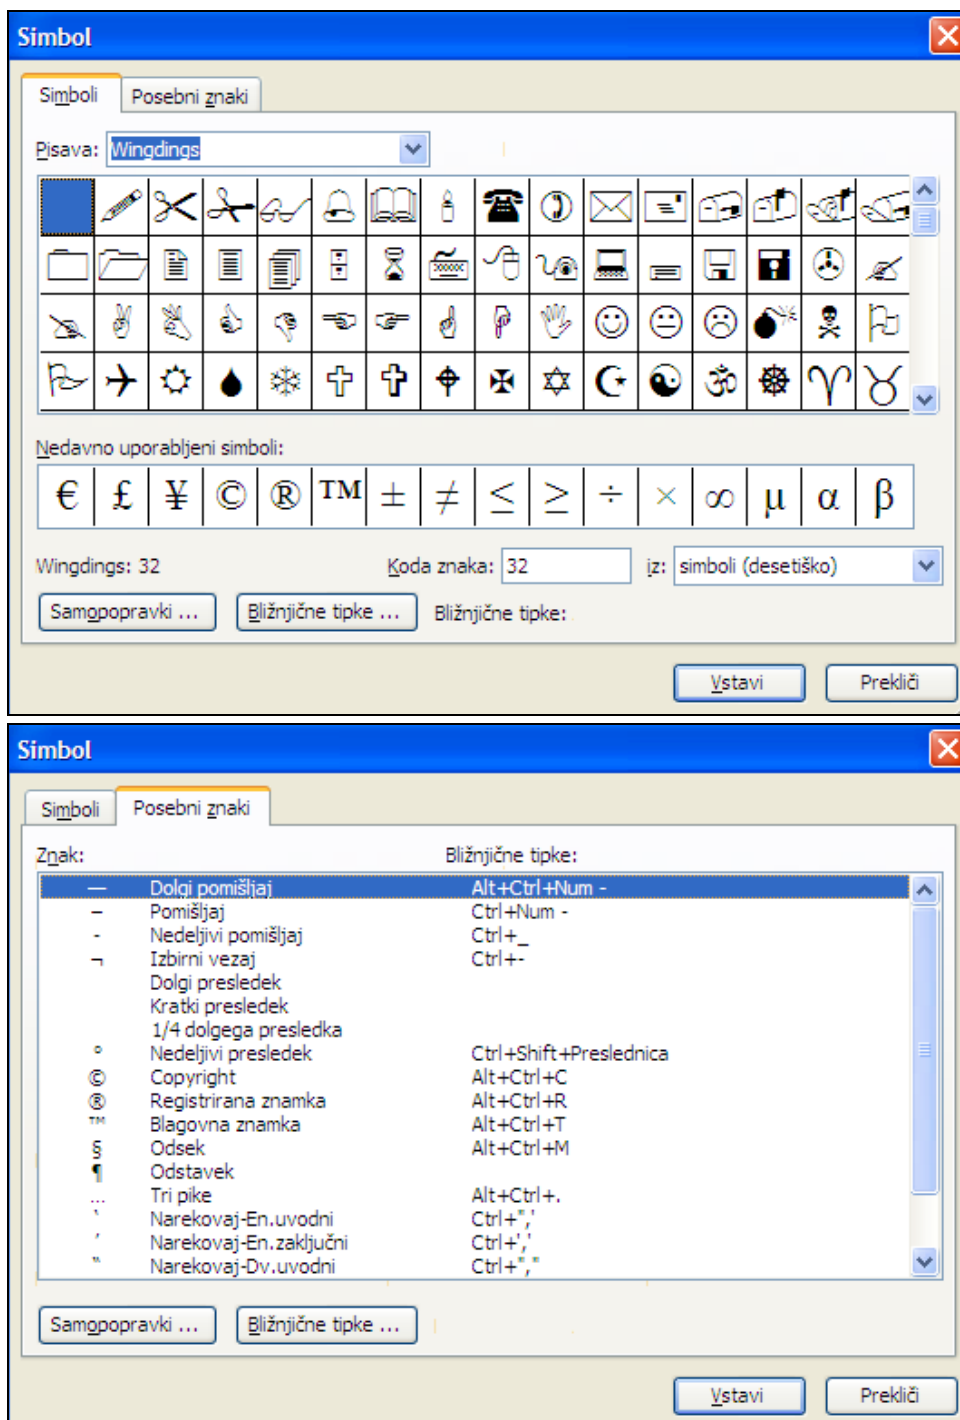 Simbol
Simboli Posebni znaki
Pisava: Wingdings
Nedavno uporabljeni simboli:
€ £ ¥ © ® TM ± ≠ ≤ ≥ ÷ × ∞ µ α β
Wingdings: 32 Koda znaka: 32 iz: simboli (desetiško)
Samopopravki ... Bližnjične tipke ... Bližnjične tipke:
Vstavi Prekliči
Simbol
Simboli Posebni znaki
Znak: Bližnjične tipke:
— Dolgi pomišljaj Alt+Ctrl+Num -
– Pomišljaj Ctrl+Num -
- Nedeljivi pomišljaj Ctrl+_
¬ Izbirni vezaj Ctrl+-
Dolgi presledek
Kratki presledek
1/4 dolgega presledka
° Nedeljivi presledek Ctrl+Shift+Preslednica
© Copyright Alt+Ctrl+C
® Registrirana znamka Alt+Ctrl+R
™ Blagovna znamka Alt+Ctrl+T
§ Odsek Alt+Ctrl+M
¶ Odstavek
… Tri pike Alt+Ctrl+.
‛ Narekovaj-En.uvodni Ctrl+",'
′ Narekovaj-En.zaključni Ctrl+','
‟ Narekovaj-Dv.uvodni Ctrl+","
Samopopravki ... Bližnjične tipke ...
Vstavi Prekliči